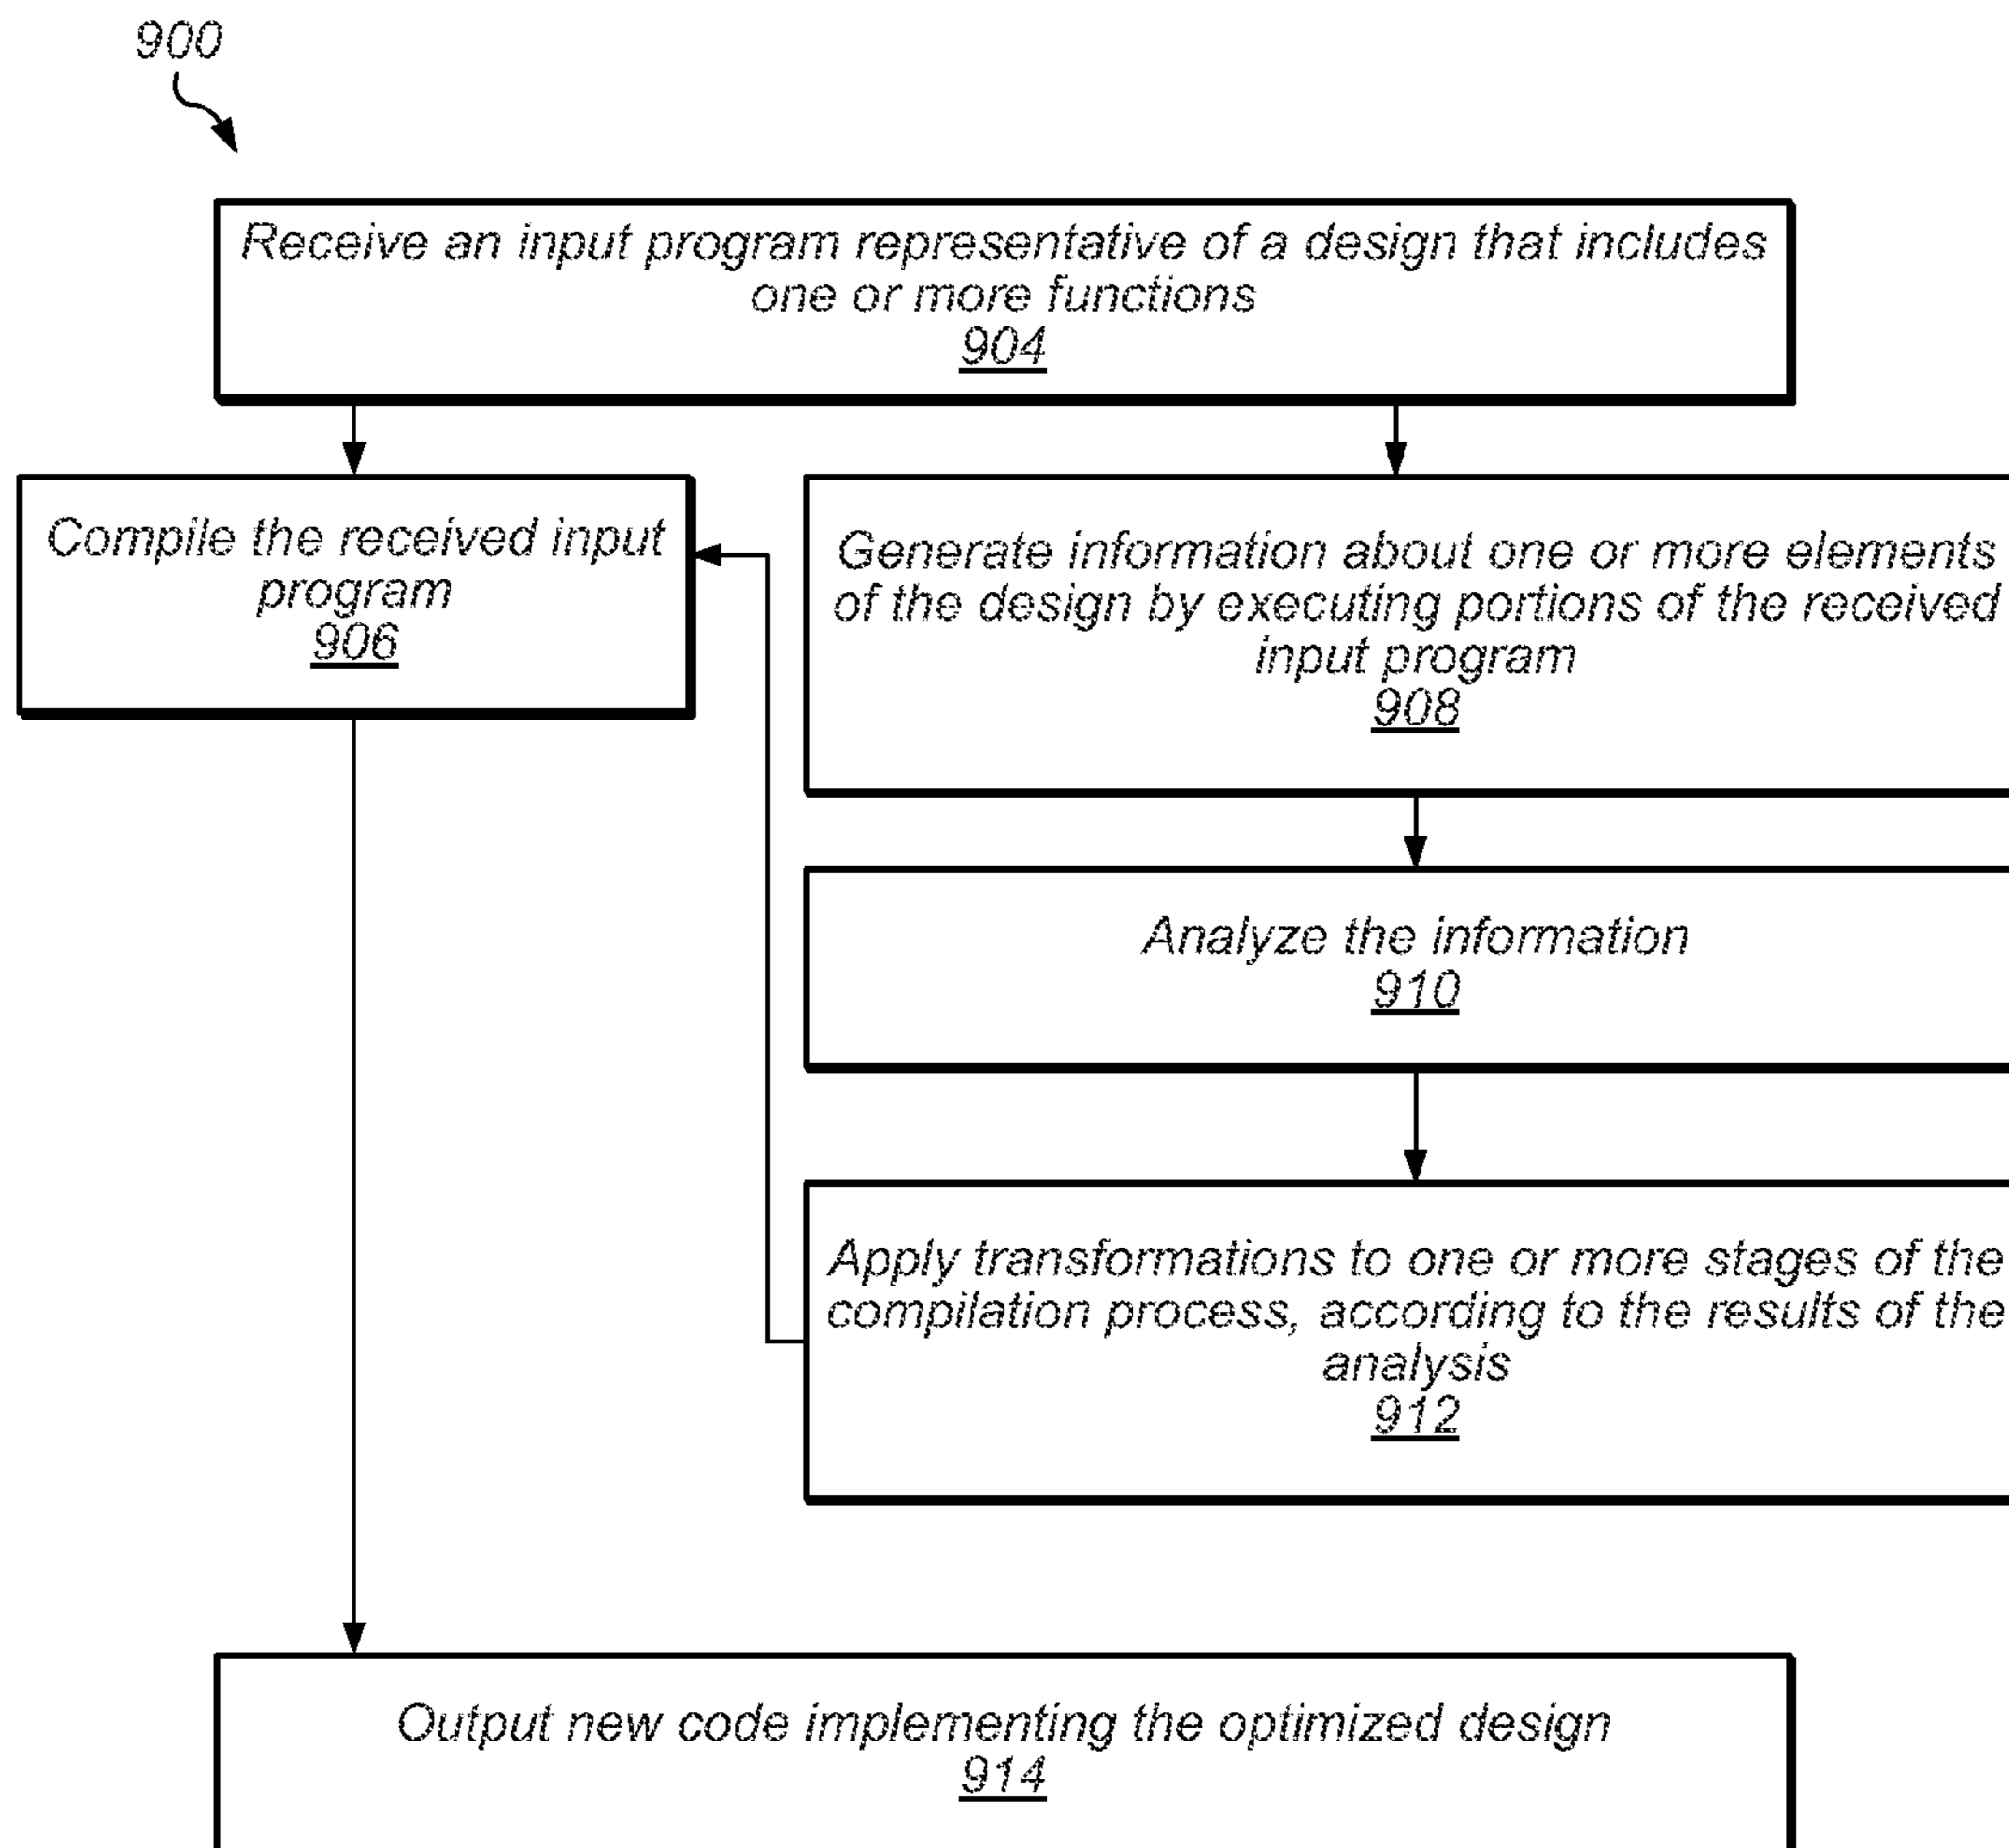 900
Receive an input program representative of a design that includes
one or more functions
904
Compile the received input
program
906
Generate information about one or more elements
of the design by executing portions of the received
input program
908
Analyze the information
910
Apply transformations to one or more stages of the
compilation process, according to the results of the
analysis
912
Output new code implementing the optimized design
914